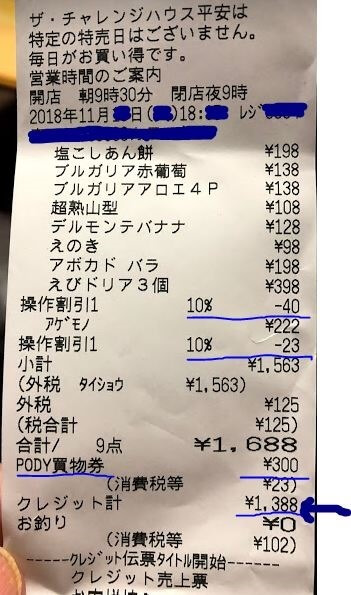 ザ・チャレンジハウス平安は
特定の特売日はございません。
毎日がお買い得です。
営業時間のご案内
開店 朝9時30分 閉店夜9時
2018年11月 日( )18: レジ
塩こしあん餅 ¥198
ブルガリア赤葡萄 ¥138
ブルガリアアロエ4P ¥138
超熟山型 ¥108
デルモンテバナナ ¥128
えのき ¥98
アボカド バラ ¥198
えびドリア3個 ¥398
操作割引1 10% -40
アゲモノ ¥222
操作割引1 10% -23
小計 ¥1,563
(外税 タイショウ ¥1,563)
外税 ¥125
(税合計 ¥125)
合計/ 9点 ¥1,688
PODY買物券 ¥300
(消費税等 ¥23)
クレジット計 ¥1,388
お釣り ¥0
(消費税等 ¥102)
-----クレジット伝票タイトル開始-----
クレジット売上票